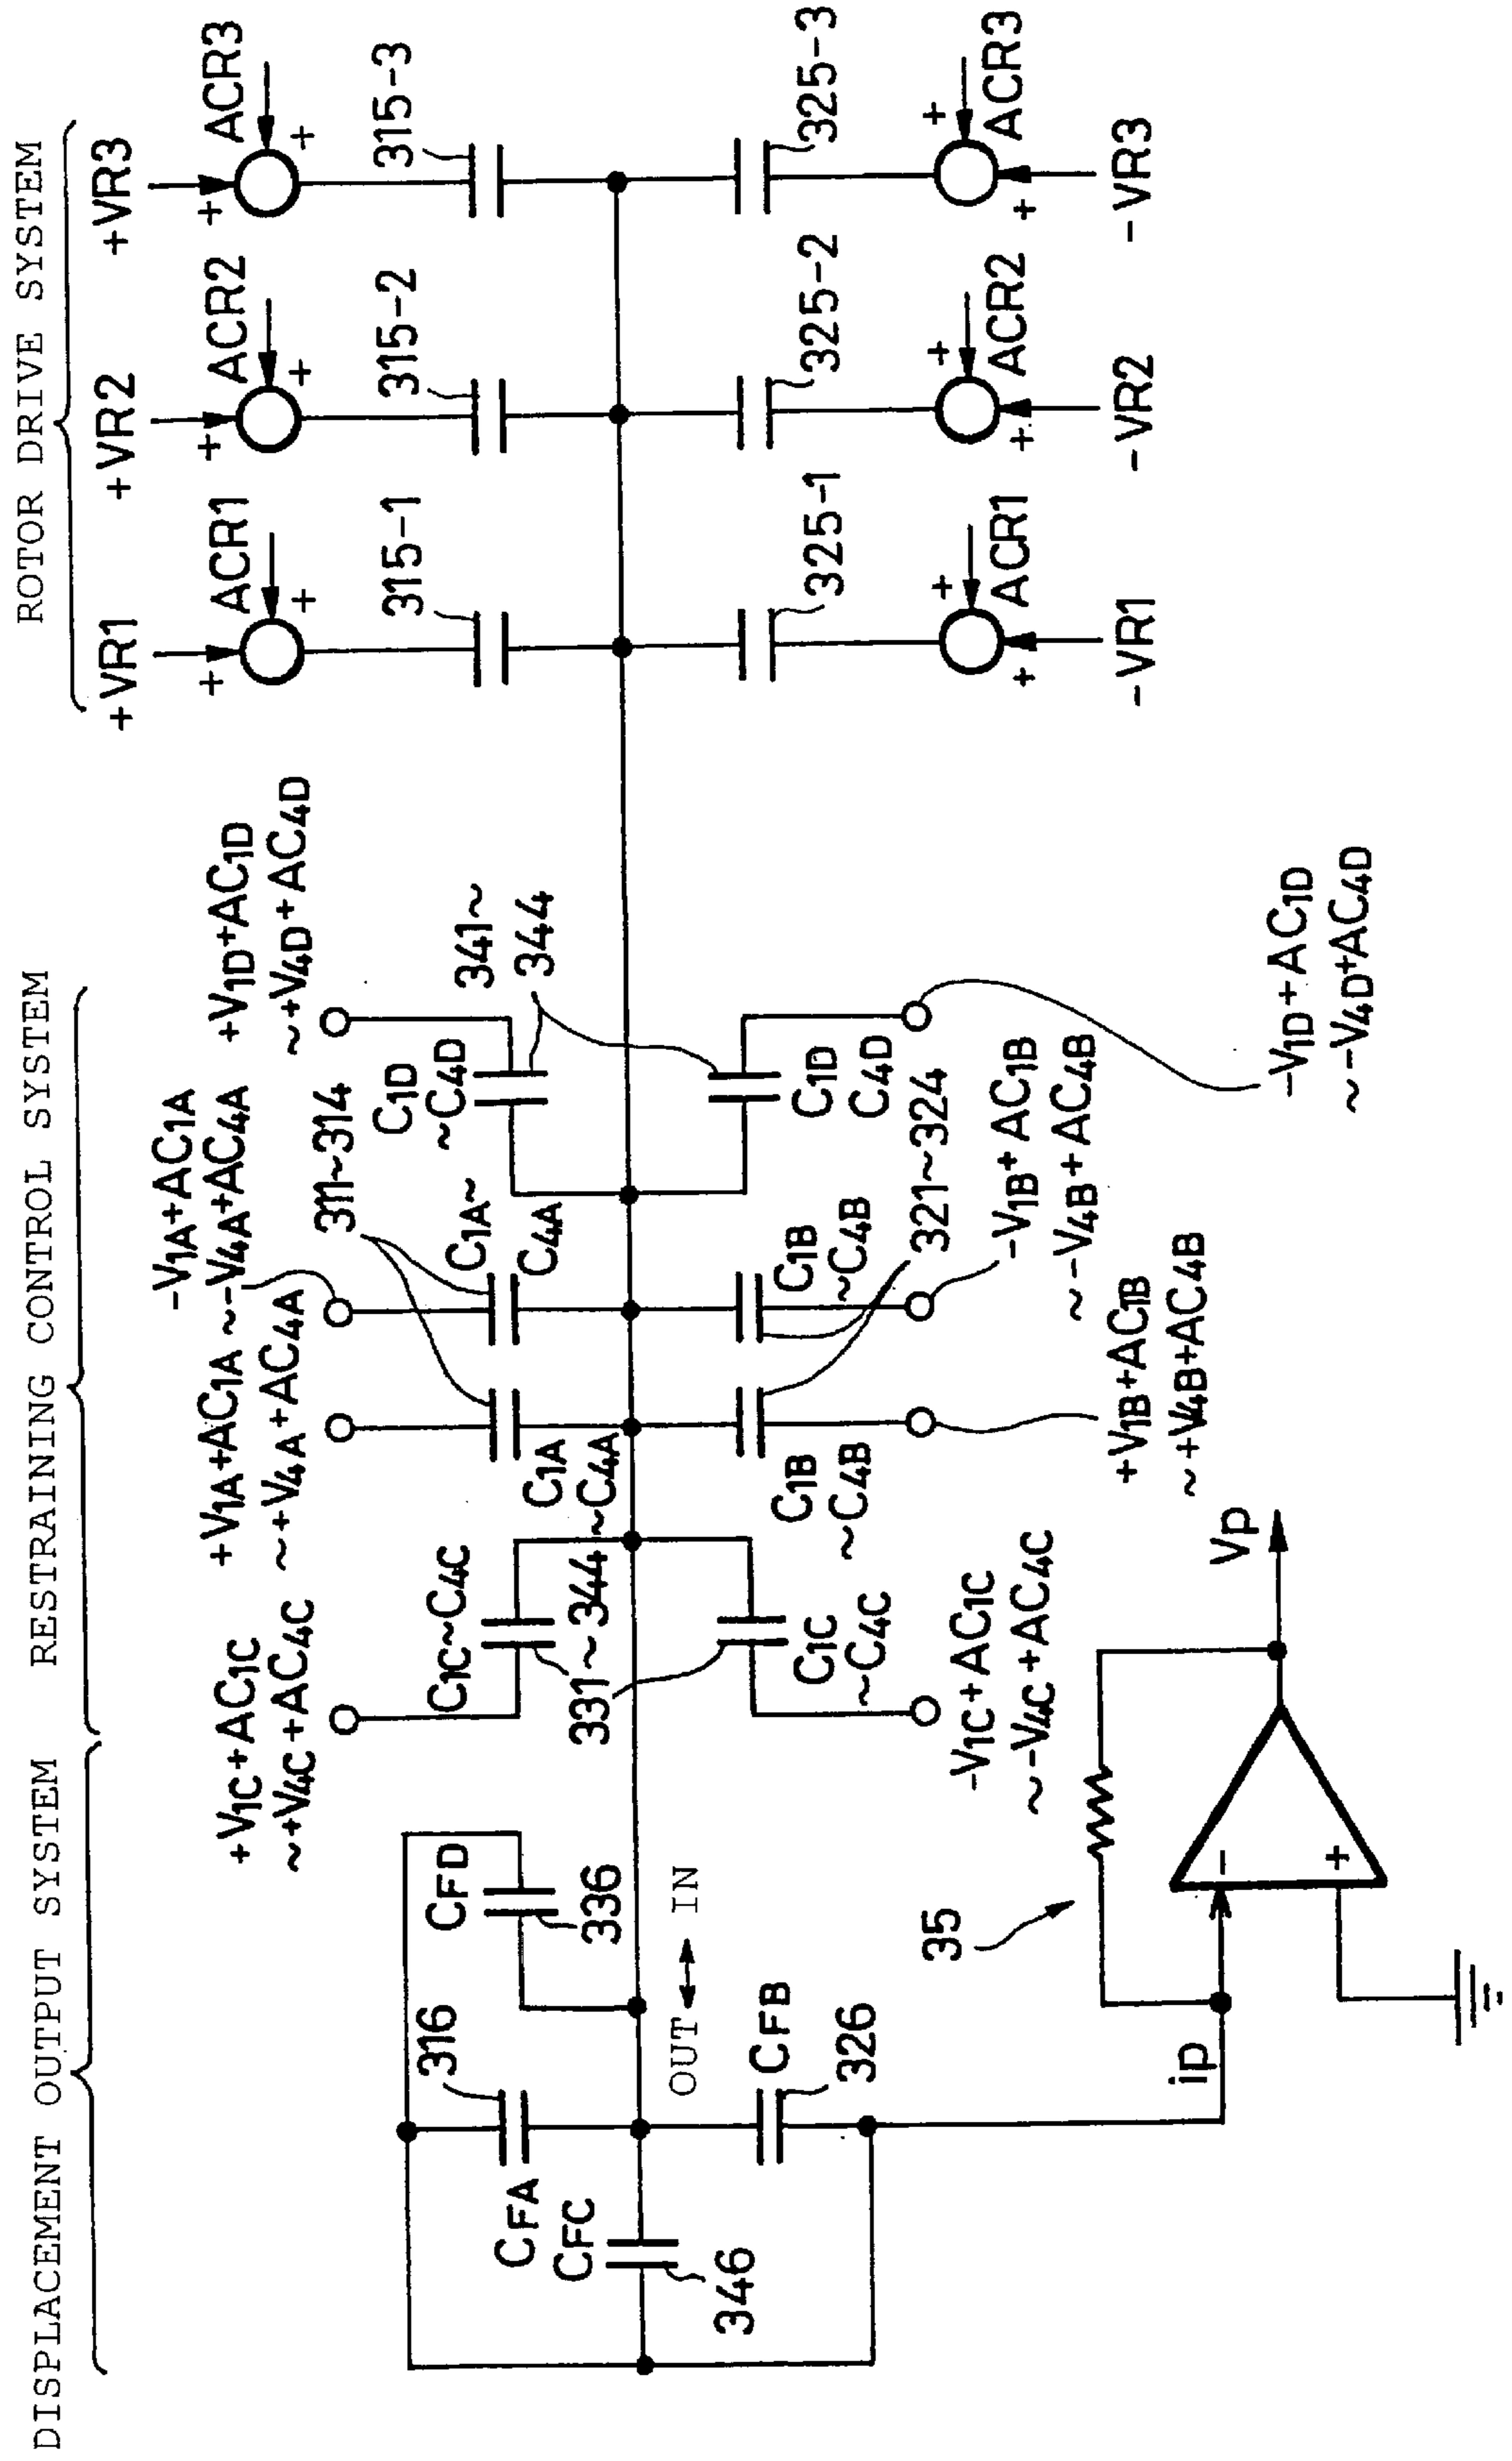 DISPLACEMENT OUTPUT SYSTEM
RESTRAINING CONTROL SYSTEM
ROTOR DRIVE SYSTEM
+V1C+AC1C
~+V4C+AC4C
+V1A+AC1A
~+V4A+AC4A
-V1A+AC1A
~-V4A+AC4A
+V1D+AC1D
~+V4D+AC4D
+VR1
+VR2
+VR3
+
ACR1
+
+
ACR2
+
+
ACR3
+
311~314
341~
344
315-1
315-2
315-3
316
CFD
336
CFA
CFC
346
C1C~C4C
331~344
C1A
~C4A
C1A~
C4A
C1D
~C4D
OUT
IN
CFB
326
C1C
~C4C
C1B
~C4B
C1B
~C4B
C1D
C4D
321~324
325-1
325-2
325-3
+
ACR1
+
+
ACR2
+
+
ACR3
+
-VR1
-VR2
-VR3
-V1C+AC1C
~-V4C+AC4C
+V1B+AC1B
~+V4B+AC4B
-V1B+AC1B
~-V4B+AC4B
-V1D+AC1D
~-V4D+AC4D
35
ip
-
+
Vp